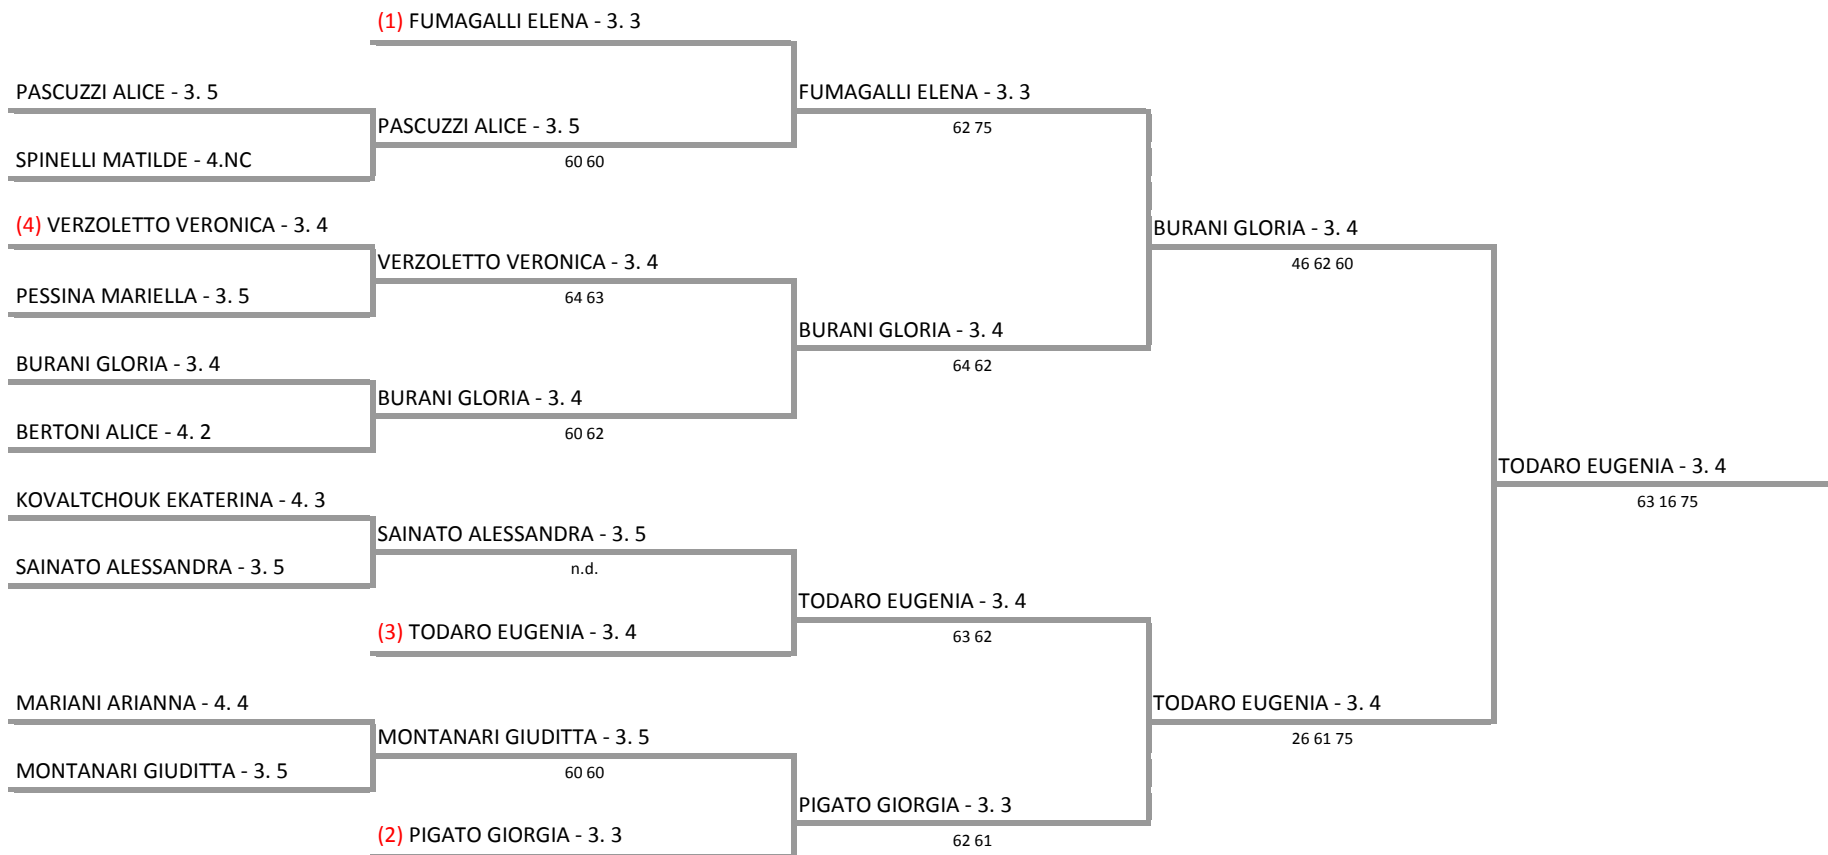 (1) FUMAGALLI ELENA - 3. 3
PASCUZZI ALICE - 3. 5
FUMAGALLI ELENA - 3. 3
PASCUZZI ALICE - 3. 5
62 75
SPINELLI MATILDE - 4.NC
60 60
(4) VERZOLETTO VERONICA - 3. 4
BURANI GLORIA - 3. 4
VERZOLETTO VERONICA - 3. 4
46 62 60
PESSINA MARIELLA - 3. 5
64 63
BURANI GLORIA - 3. 4
BURANI GLORIA - 3. 4
64 62
BURANI GLORIA - 3. 4
BERTONI ALICE - 4. 2
60 62
TODARO EUGENIA - 3. 4
KOVALTCHOUK EKATERINA - 4. 3
63 16 75
SAINATO ALESSANDRA - 3. 5
SAINATO ALESSANDRA - 3. 5
n.d.
TODARO EUGENIA - 3. 4
(3) TODARO EUGENIA - 3. 4
63 62
MARIANI ARIANNA - 4. 4
TODARO EUGENIA - 3. 4
MONTANARI GIUDITTA - 3. 5
26 61 75
MONTANARI GIUDITTA - 3. 5
60 60
PIGATO GIORGIA - 3. 3
(2) PIGATO GIORGIA - 3. 3
62 61